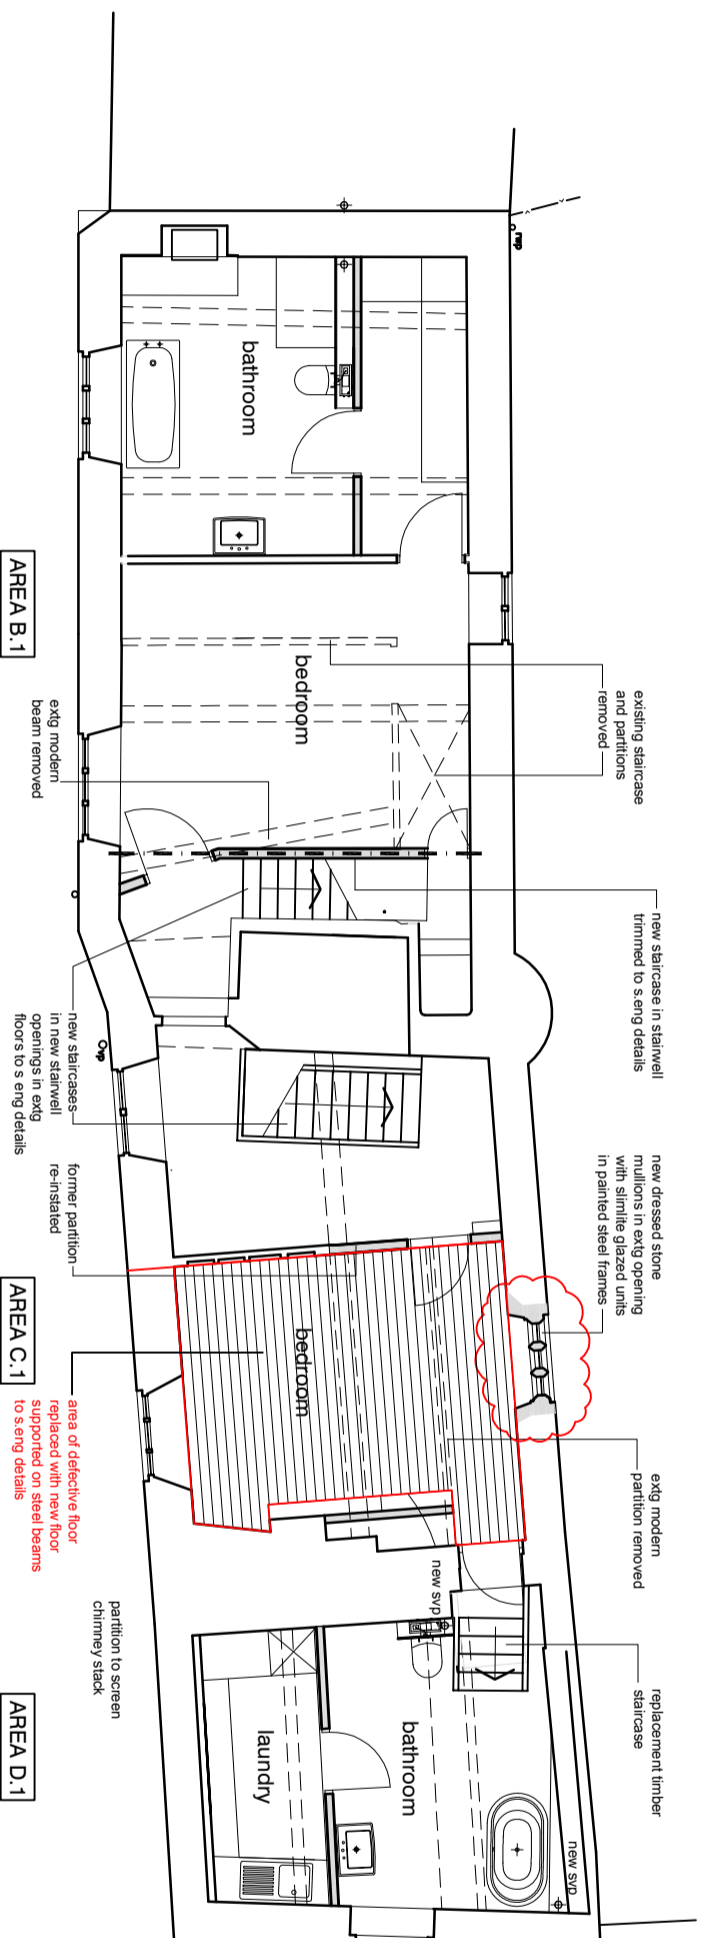 rwp
bathroom
AREA B.1
existing staircase
and partitions
removed
bedroom
extg modern
beam removed
new staircase in stairwell
trimmed to s.eng details
new staircases
in new stairwell
openings in extg
floors to s eng details
vp
former partition
re-instated
new dressed stone
mullions in extg opening
with slimlite glazed units
in painted steel frames
bedroom
AREA C.1
area of defective floor
replaced with new floor
supported on steel beams
to s.eng details
extg modern
partition removed
new svp
partition to screen
chimney stack
replacement timber
staircase
bathroom
laundry
new svp
AREA D.1